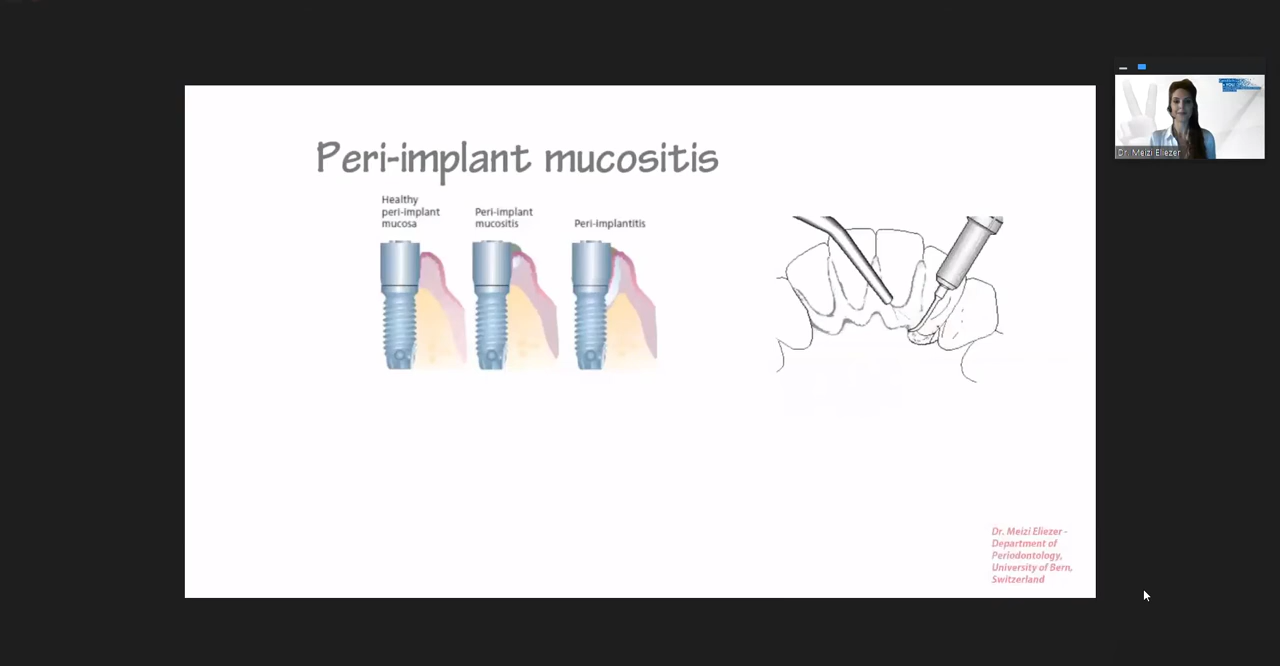 Peri-implant mucositis
Healthy
peri-implant
mucosa
Peri-implant
mucositis
Peri-implantitis
Dr. Meizi Eliezer -
Department of
Periodontology,
University of Bern,
Switzerland
Dr. Meizi Eliezer